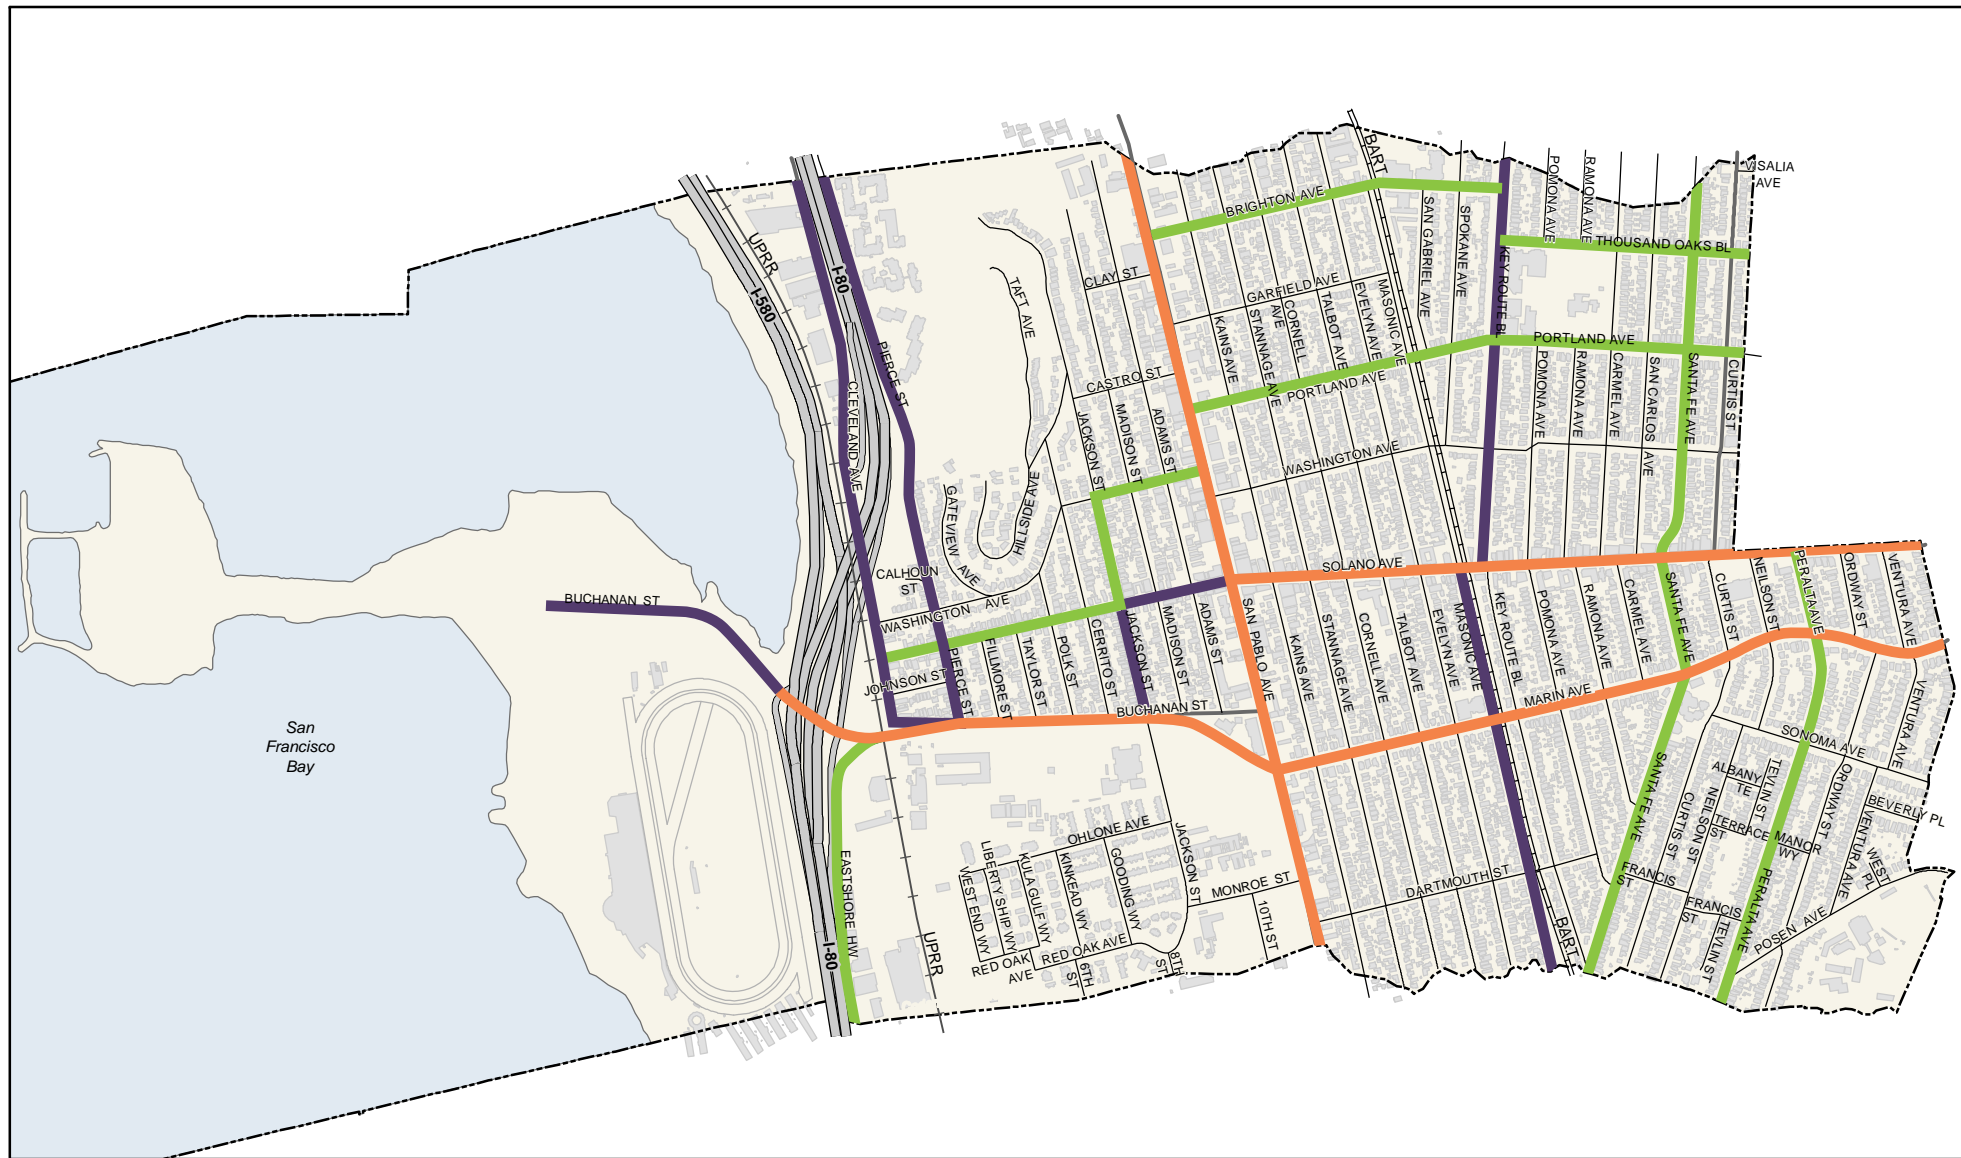 VISALIA
AVE
BART
POMONA AVE
RAMONA AVE
BRIGHTON AVE
SAN GABRIEL AVE
SPOKANE AVE
THOUSAND OAKS BL
KEY ROUTE BL
UPRR
I-580
I-80
CLAY ST
TAFT AVE
GARFIELD AVE
MASONIC AVE
EVELYN AVE
TALBOT AVE
CORNELL
AVE
STANNAGE AVE
KAINS AVE
PORTLAND AVE
PIERCE ST
CLEVELAND AVE
CASTRO ST
PORTLAND AVE
POMONA AVE
RAMONA AVE
CARMEL AVE
SAN CARLOS AVE
SANTA FE AVE
CURTIS ST
JACKSON ST
MADISON ST
ADAMS ST
WASHINGTON AVE
GATEVIEW AVE
HILLSIDE AVE
CALHOUN
ST
SOLANO AVE
BUCHANAN ST
WASHINGTON AVE
JOHNSON ST
PIERCE ST
FILLMORE ST
TAYLOR ST
POLK ST
CERRITO ST
JACKSON ST
MADISON ST
ADAMS ST
SAN PABLO AVE
KAINS AVE
STANNAGE AVE
CORNELL AVE
TALBOT AVE
EVELYN AVE
MASONIC AVE
KEY ROUTE BL
POMONA AVE
RAMONA AVE
CARMEL AVE
SANTA FE AVE
CURTIS ST
NEILSON ST
PERALTA AVE
ORDWAY ST
VENTURA AVE
BUCHANAN ST
MARIN AVE
San
Francisco
Bay
SONOMA AVE
VENTURA AVE
ALBANY
TE
TEVLIN ST
NEILSON ST
CURTIS ST
SANTA FE AVE
ORDWAY ST
BEVERLY PL
TERRACE
ST
MANOR
WY
VENTURA AVE
WEST
PL
EASTSHORE HW
OHLONE AVE
JACKSON ST
LIBERTY SHIP WY
WEST END WY
KULA GULF WY
KINKEAD WY
GOODING WY
MONROE ST
10TH ST
DARTMOUTH ST
FRANCIS
ST
FRANCIS
ST
TEVLIN ST
PERALTA AVE
POSEN AVE
RED OAK
AVE
RED OAK AVE
6TH
ST
8TH
ST
I-80
UPRR
BART